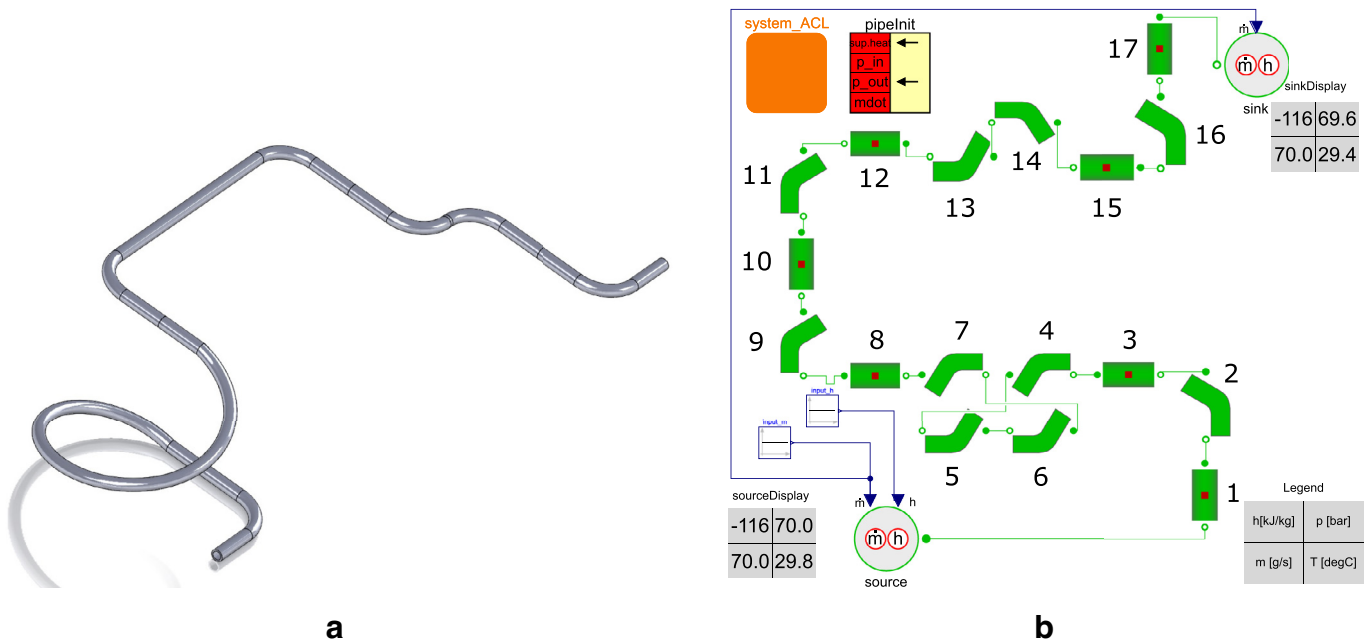 system_ACL
pipeInit
sup.heat
p_in
p_out
mdot
ṁ
17
ṁ h
sink
sinkDisplay
-116 69.6
70.0 29.4
16
14
11
12
13
15
10
9
8
7
4
3
2
input_h
input_m
5
6
1
sourceDisplay
-116 70.0
70.0 29.8
ṁ
h
ṁ h
source
Legend
h[kJ/kg] p [bar]
m [g/s] T [degC]
a
b